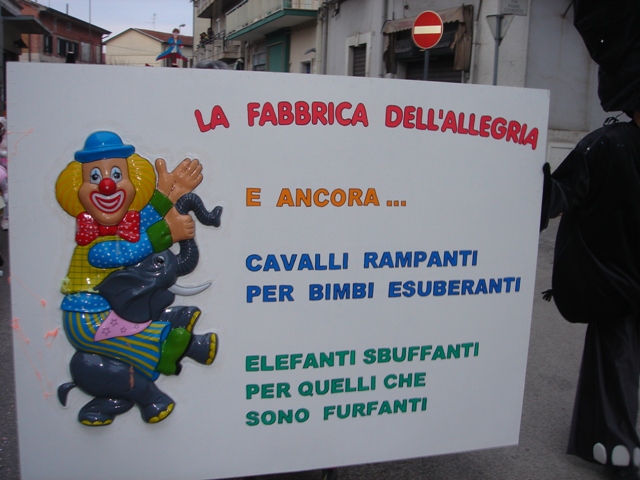 LA FABBRICA DELL'ALLEGRIA
E ANCORA...
CAVALLI RAMPANTI
PER BIMBI ESUBERANTI
ELEFANTI SBUFFANTI
PER QUELLI CHE
SONO FURFANTI